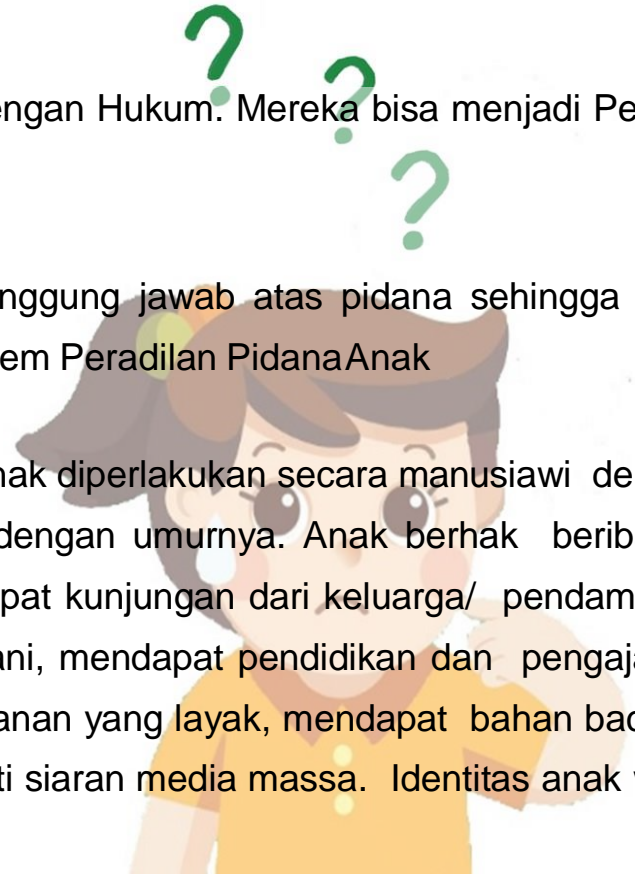 ?
?
?
engan Hukum. Mereka bisa menjadi Pe
nggung jawab atas pidana sehingga
em Peradilan PidanaAnak
nak diperlakukan secara manusiawi de
dengan umurnya. Anak berhak berib
pat kunjungan dari keluarga/ pendam
ani, mendapat pendidikan dan pengaja
anan yang layak, mendapat bahan bac
ti siaran media massa. Identitas anak